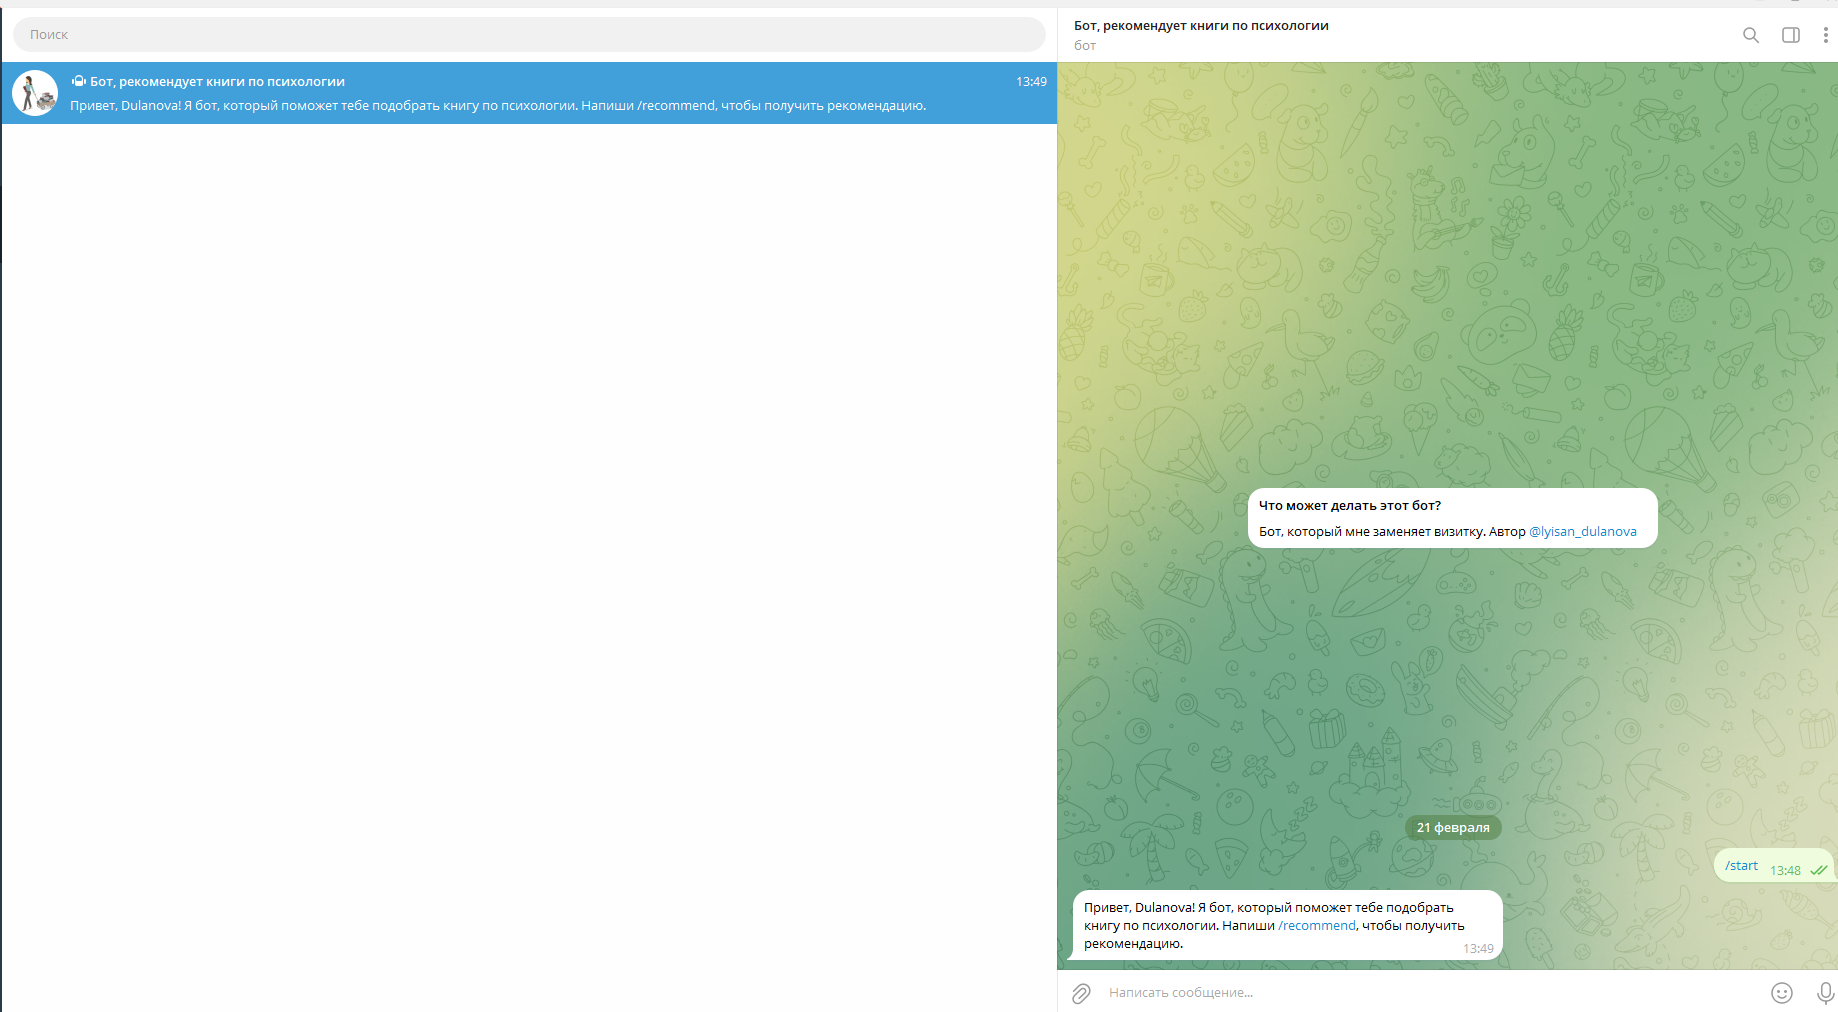 Поиск
Бот, рекомендует книги по психологии
13:49
Привет, Dulanova! Я бот, который поможет тебе подобрать книгу по психологии. Напиши /recommend, чтобы получить рекомендацию.
Бот, рекомендует книги по психологии
бот
Что может делать этот бот?
Бот, который мне заменяет визитку. Автор @lyisan_dulanova
21 февраля
/start 13:48
Привет, Dulanova! Я бот, который поможет тебе подобрать
книгу по психологии. Напиши /recommend, чтобы получить
рекомендацию.
13:49
Написать сообщение...